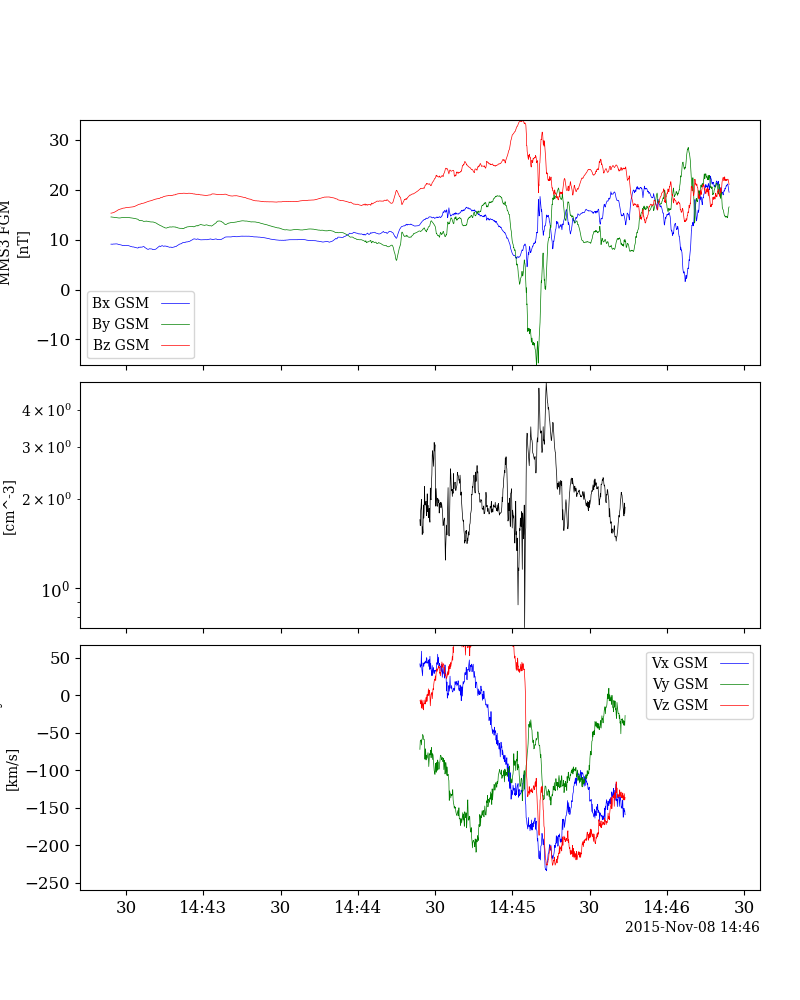 30
20
10
0
−10
MMS3 FGM
[nT]
Bx GSM
By GSM
Bz GSM
4 × 10⁰
3 × 10⁰
2 × 10⁰
10⁰
[cm^-3]
50
0
−50
−100
−150
−200
−250
[km/s]
Vx GSM
Vy GSM
Vz GSM
30 14:43 30 14:44 30 14:45 30 14:46 30
2015-Nov-08 14:46